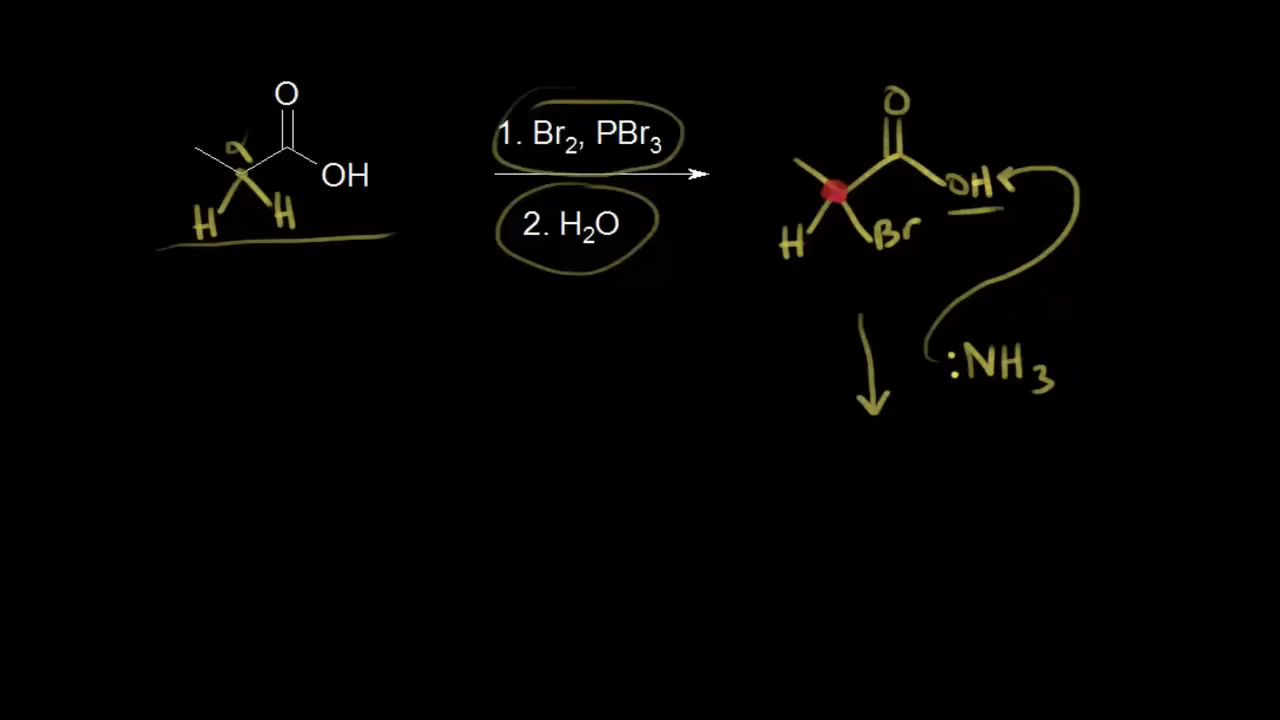 O
α
OH
H H
1. Br₂, PBr₃
2. H₂O
O
OH
H Br
:NH₃